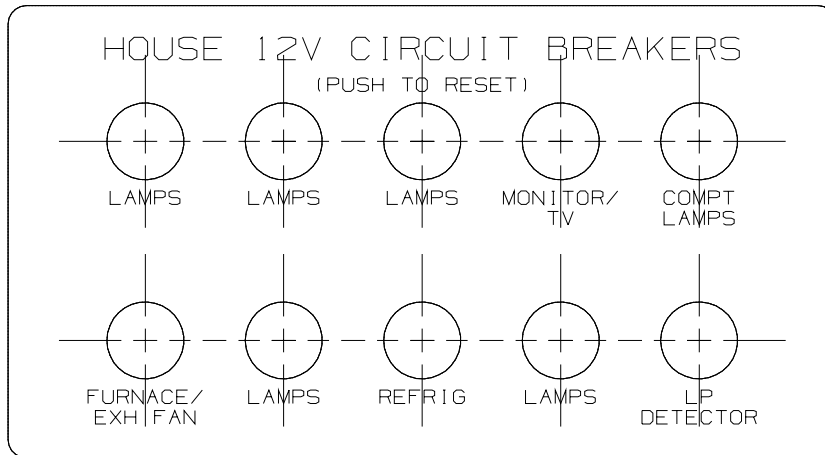 HOUSE 12V CIRCUIT BREAKERS
(PUSH TO RESET)
LAMPS LAMPS LAMPS MONITOR/ COMPT
TV LAMPS
FURNACE/ LAMPS REFRIG LAMPS LP
EXH FAN DETECTOR